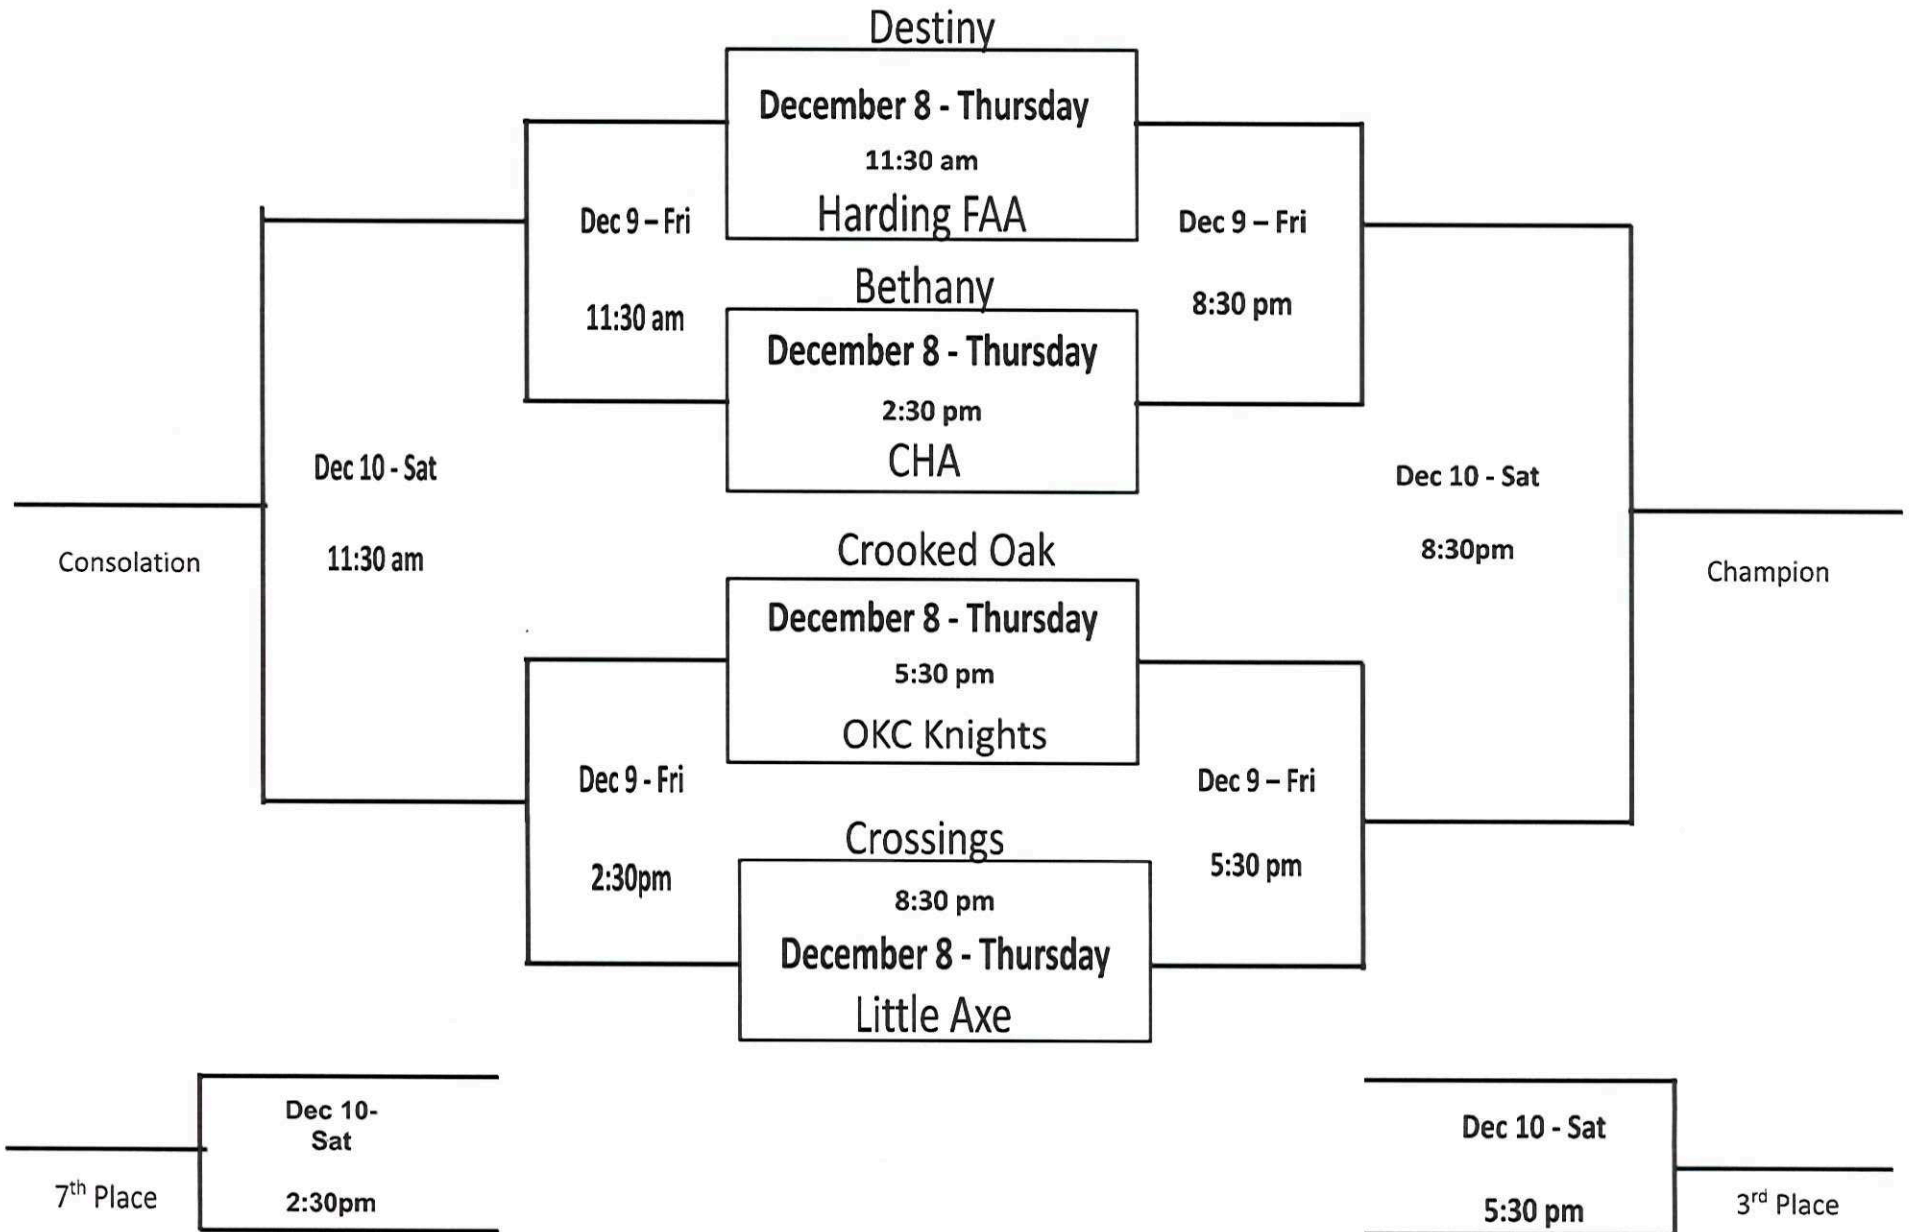 Destiny
December 8 - Thursday
11:30 am
Harding FAA
Dec 9 – Fri
11:30 am
Dec 9 – Fri
8:30 pm
Bethany
December 8 - Thursday
2:30 pm
CHA
Dec 10 - Sat
11:30 am
Consolation
Dec 10 - Sat
8:30pm
Champion
Crooked Oak
December 8 - Thursday
5:30 pm
OKC Knights
Dec 9 - Fri
2:30pm
Dec 9 – Fri
5:30 pm
Crossings
8:30 pm
December 8 - Thursday
Little Axe
Dec 10-
Sat
2:30pm
7th Place
Dec 10 - Sat
5:30 pm
3rd Place